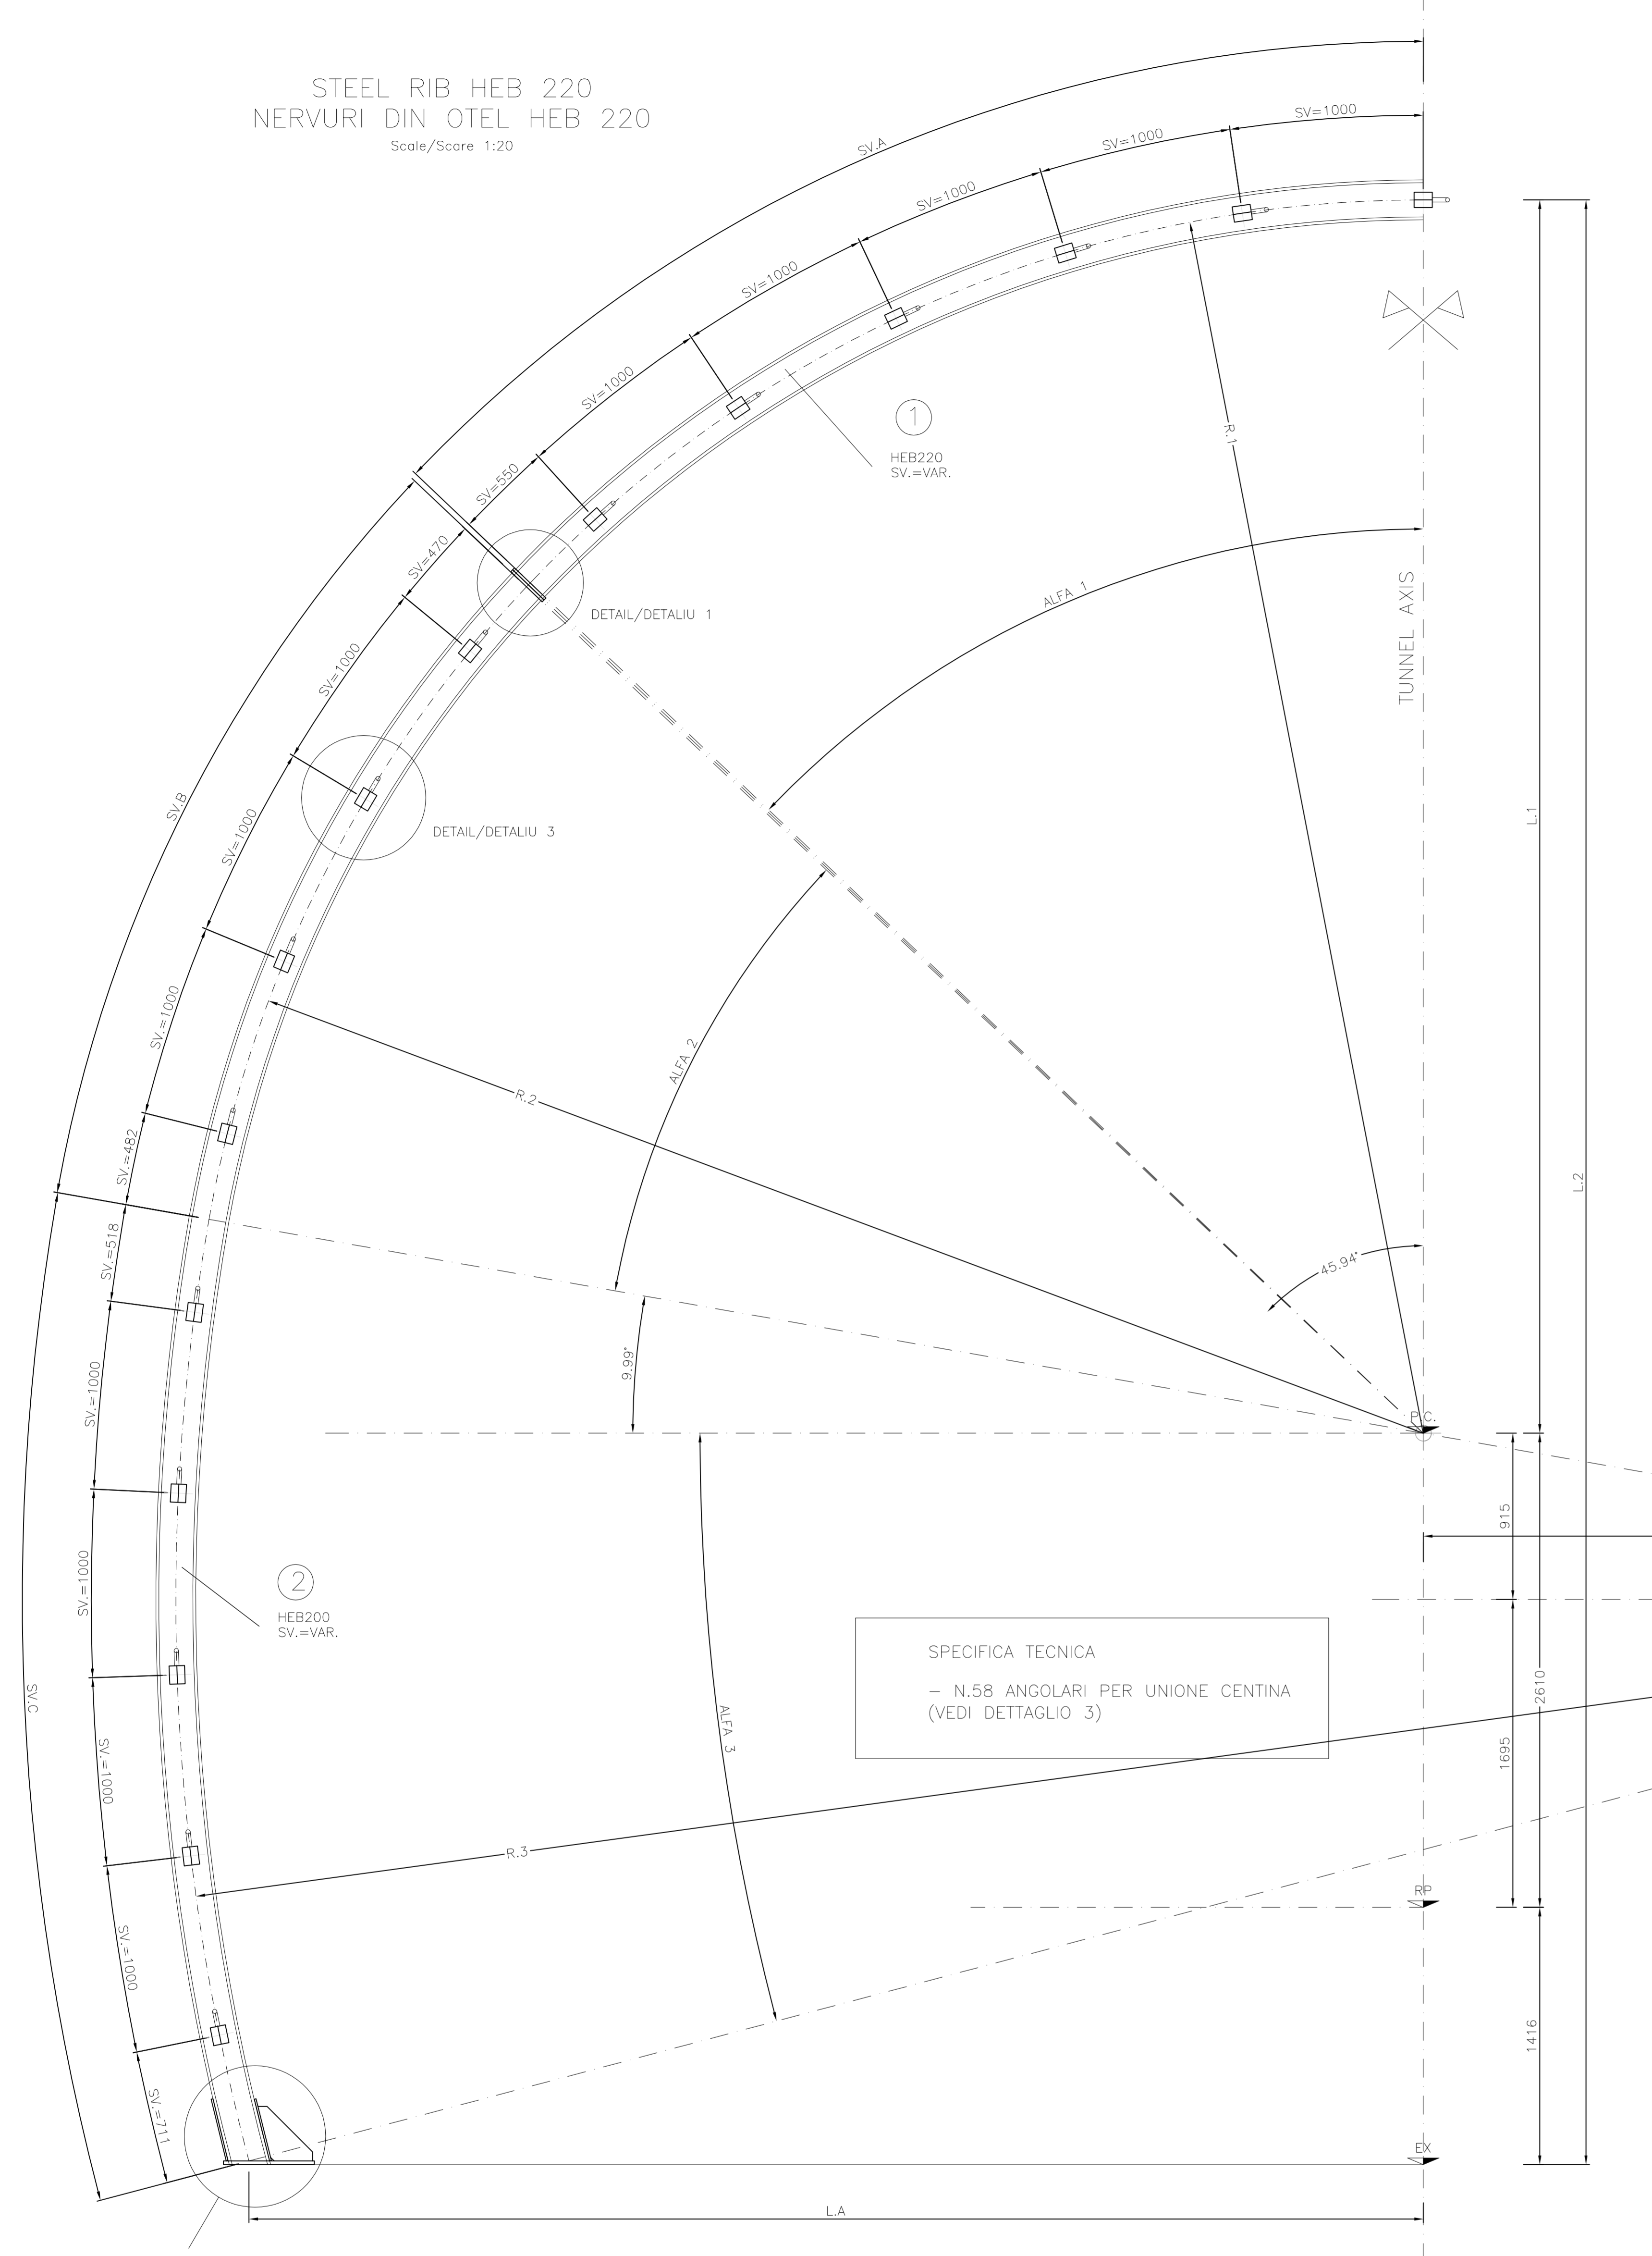 STEEL RIB HEB 220
NERVURI DIN OTEL HEB 220
Scale/Scare 1:20
SV.A
SV=1000
SV=1000
SV=1000
SV=1000
SV=1000
SV=550
SV=470
SV=1000
SV=1000
SV.=1000
SV.=482
SV.B
SV.=518
SV.=1000
SV.=1000
SV.=1000
SV.=1000
SV.=711
SV.C
1
HEB220
SV.=VAR.
R.1
DETAIL/DETALIU 1
ALFA 1
TUNNEL AXIS
L.1
DETAIL/DETALIU 3
ALFA 2
R.2
L.2
45.94°
9.99°
P.C.
915
2
HEB200
SV.=VAR.
SPECIFICA TECNICA
– N.58 ANGOLARI PER UNIONE CENTINA
(VEDI DETTAGLIO 3)
2610
1695
ALFA 3
R.3
RP
1416
EX
L.A